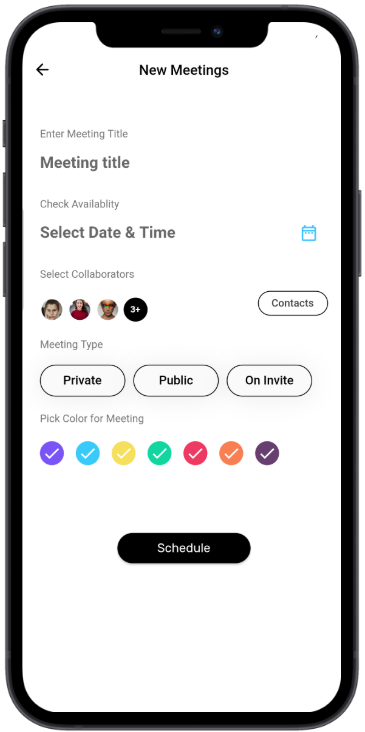 New Meetings
Enter Meeting Title
Meeting title
Check Availablity
Select Date & Time
Select Collaborators
3+
Contacts
Meeting Type
Private
Public
On Invite
Pick Color for Meeting
Schedule